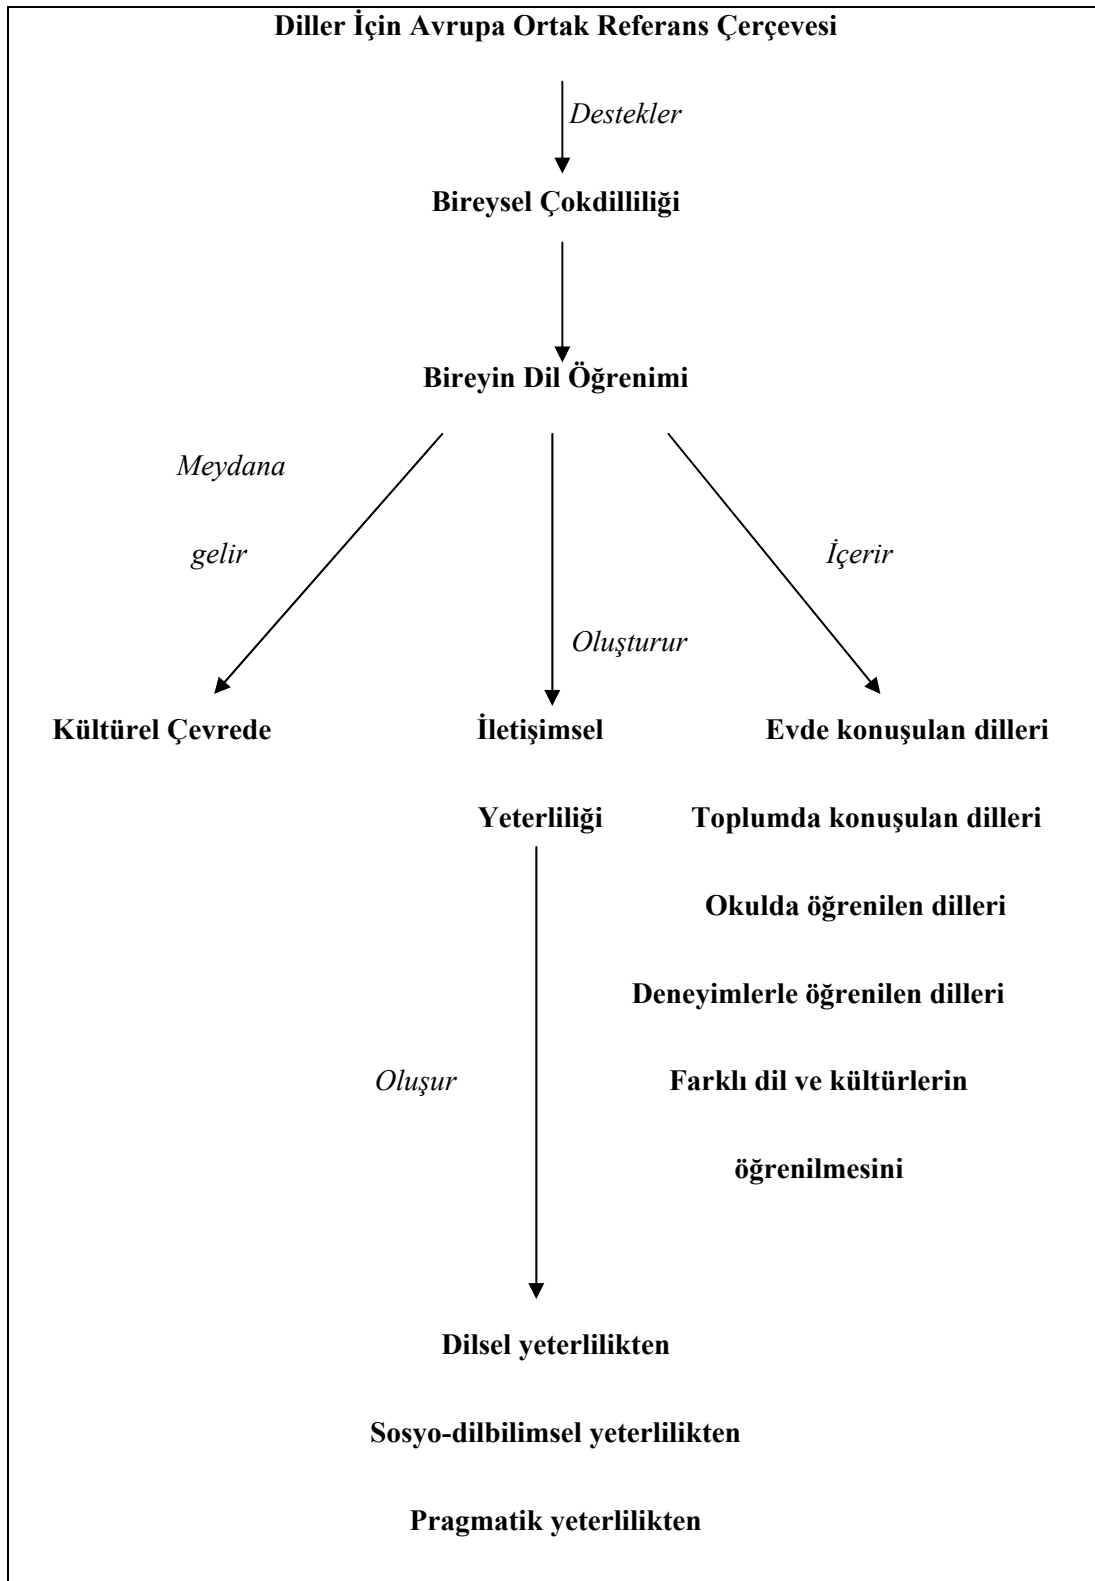 Diller İçin Avrupa Ortak Referans Çerçevesi
Destekler
Bireysel Çokdilliliği
Bireyin Dil Öğrenimi
Meydana
gelir
İçerir
Oluşturur
Kültürel Çevrede
İletişimsel
Yeterliliği
Evde konuşulan dilleri
Toplumda konuşulan dilleri
Okulda öğrenilen dilleri
Deneyimlerle öğrenilen dilleri
Farklı dil ve kültürlerin
öğrenilmesini
Oluşur
Dilsel yeterlilikten
Sosyo-dilbilimsel yeterlilikten
Pragmatik yeterlilikten